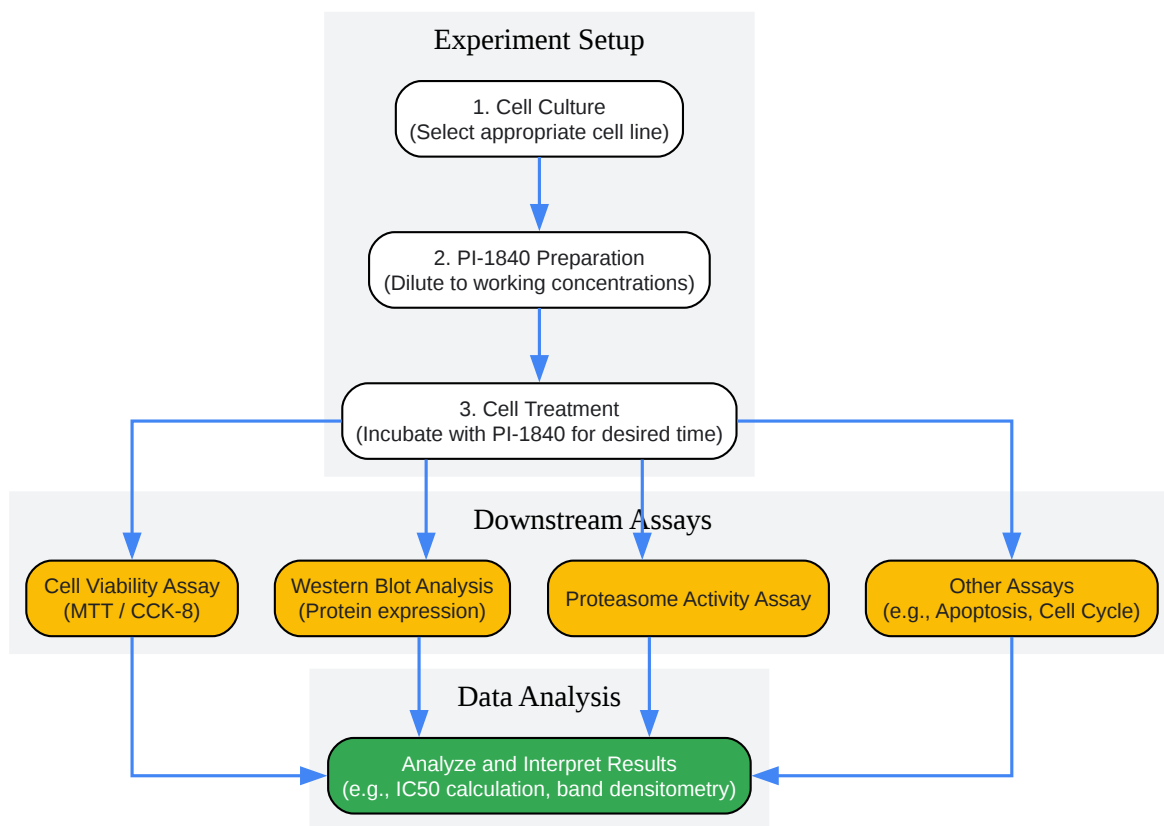 Experiment Setup
1. Cell Culture
(Select appropriate cell line)
2. PI-1840 Preparation
(Dilute to working concentrations)
3. Cell Treatment
(Incubate with PI-1840 for desired time)
Downstream Assays
Cell Viability Assay
(MTT / CCK-8)
Western Blot Analysis
(Protein expression)
Proteasome Activity Assay
Other Assays
(e.g., Apoptosis, Cell Cycle)
Data Analysis
Analyze and Interpret Results
(e.g., IC50 calculation, band densitometry)